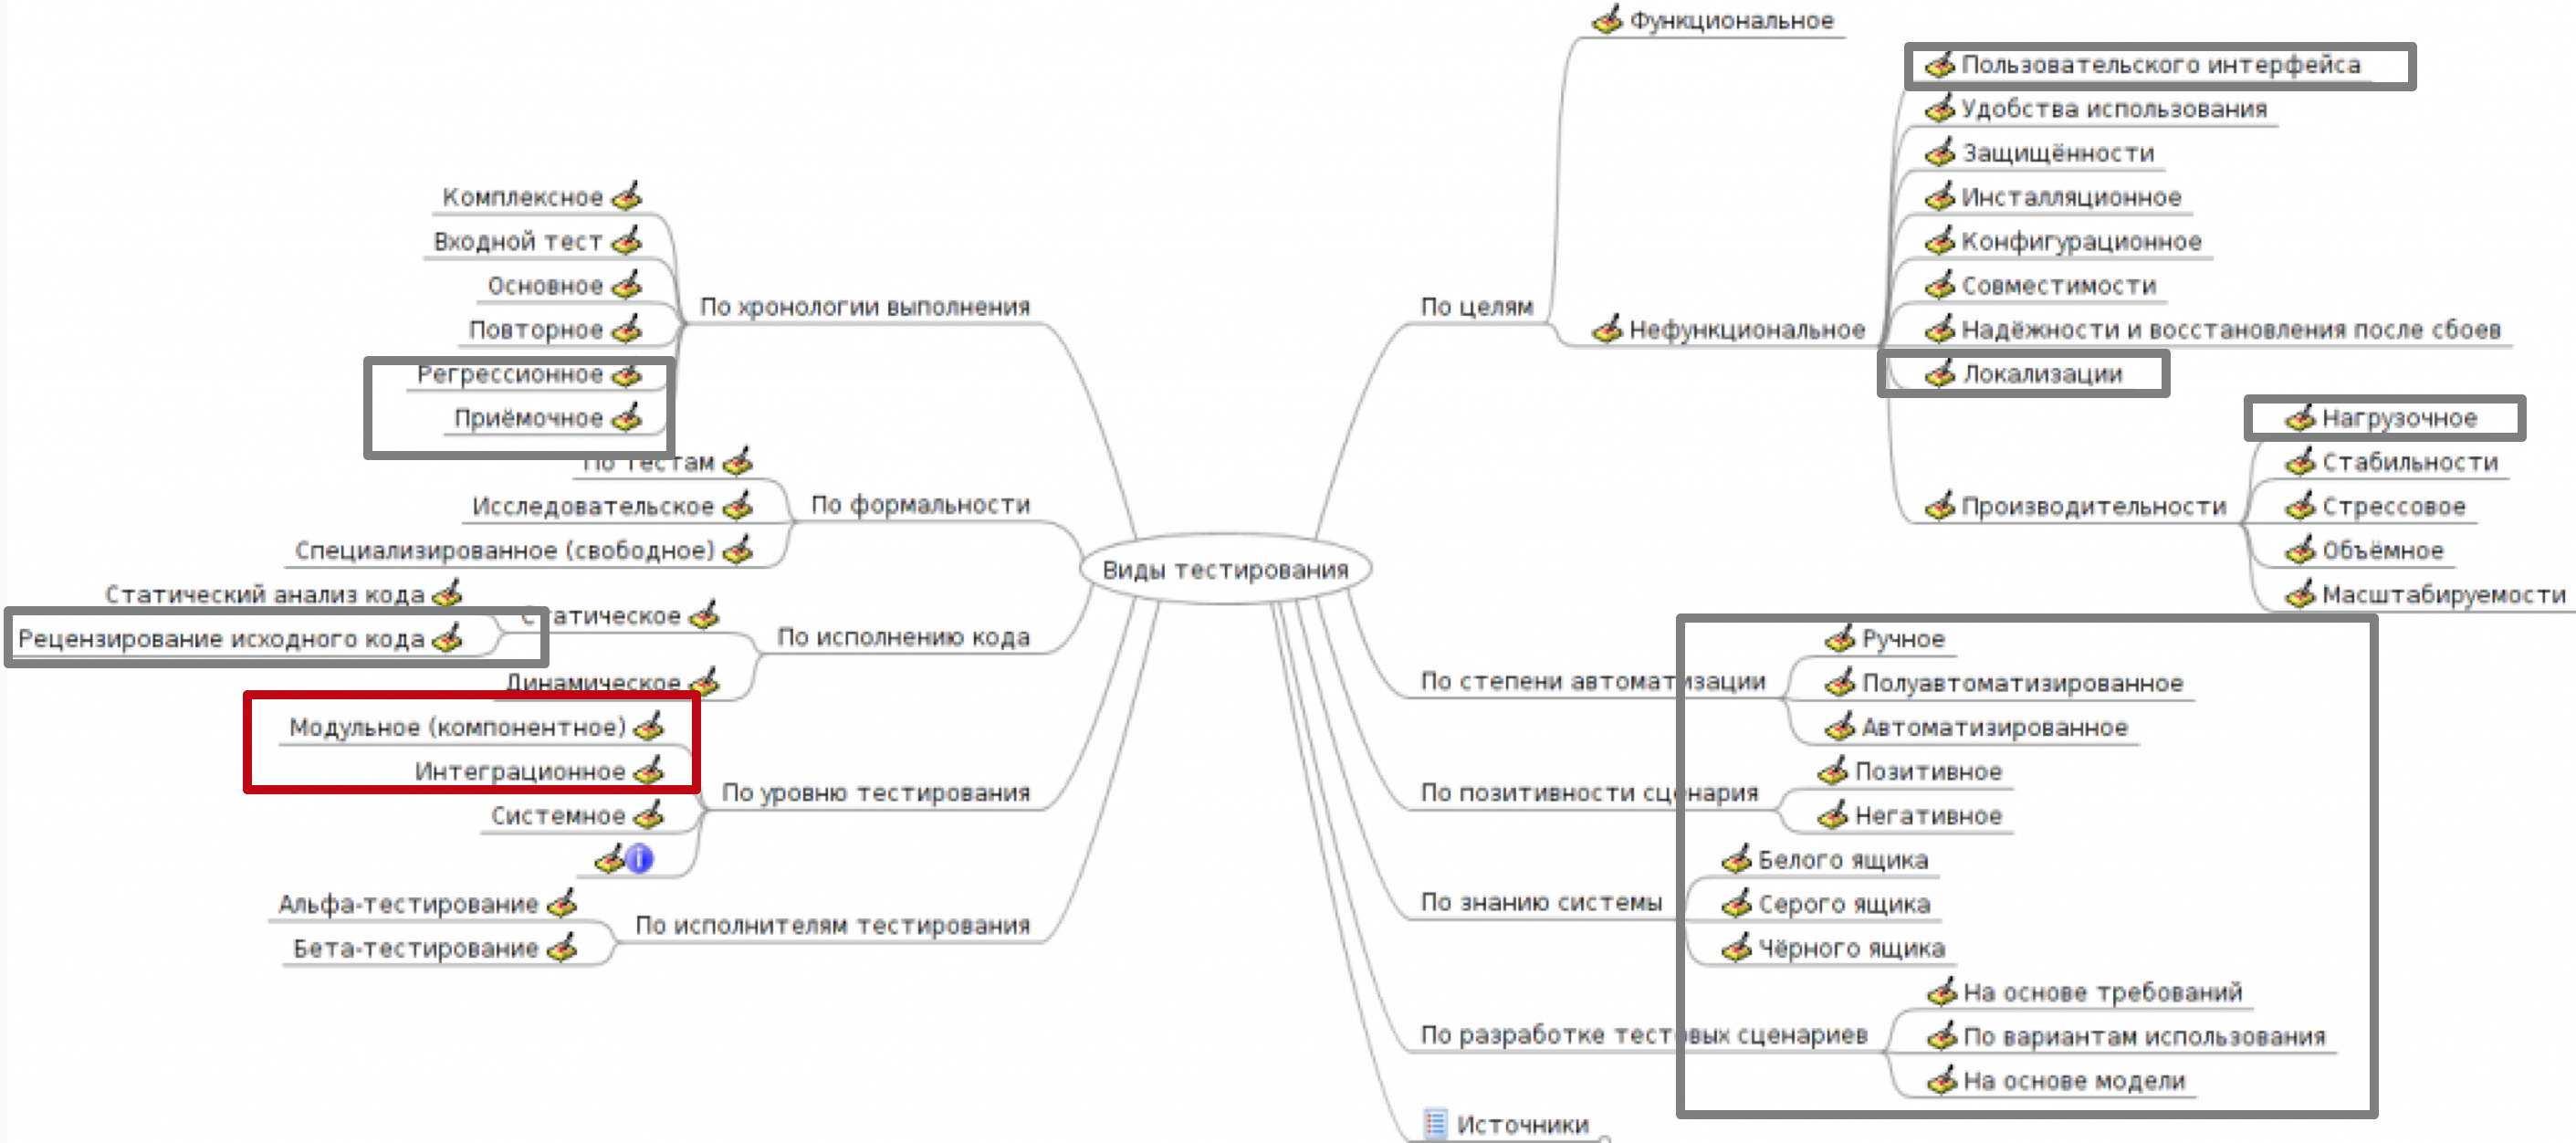 Функциональное
Пользовательского интерфейса
Удобства использования
Защищённости
Инсталляционное
Конфигурационное
Совместимости
По целям
Нефункциональное
Надёжности и восстановления после сбоев
Локализации
Нагрузочное
Стабильности
Производительности
Стрессовое
Объёмное
Масштабируемости
Комплексное
Входной тест
Основное
По хронологии выполнения
Повторное
Регрессионное
Приёмочное
По тестам
Исследовательское
По формальности
Специализированное (свободное)
Виды тестирования
Статический анализ кода
Статическое
Рецензирование исходного кода
По исполнению кода
Динамическое
Модульное (компонентное)
Интеграционное
По уровню тестирования
Системное
i
Альфа-тестирование
По исполнителям тестирования
Бета-тестирование
Ручное
По степени автоматизации
Полуавтоматизированное
Автоматизированное
Позитивное
По позитивности сценария
Негативное
Белого ящика
По знанию системы
Серого ящика
Чёрного ящика
На основе требований
По разработке тестовых сценариев
По вариантам использования
На основе модели
Источники